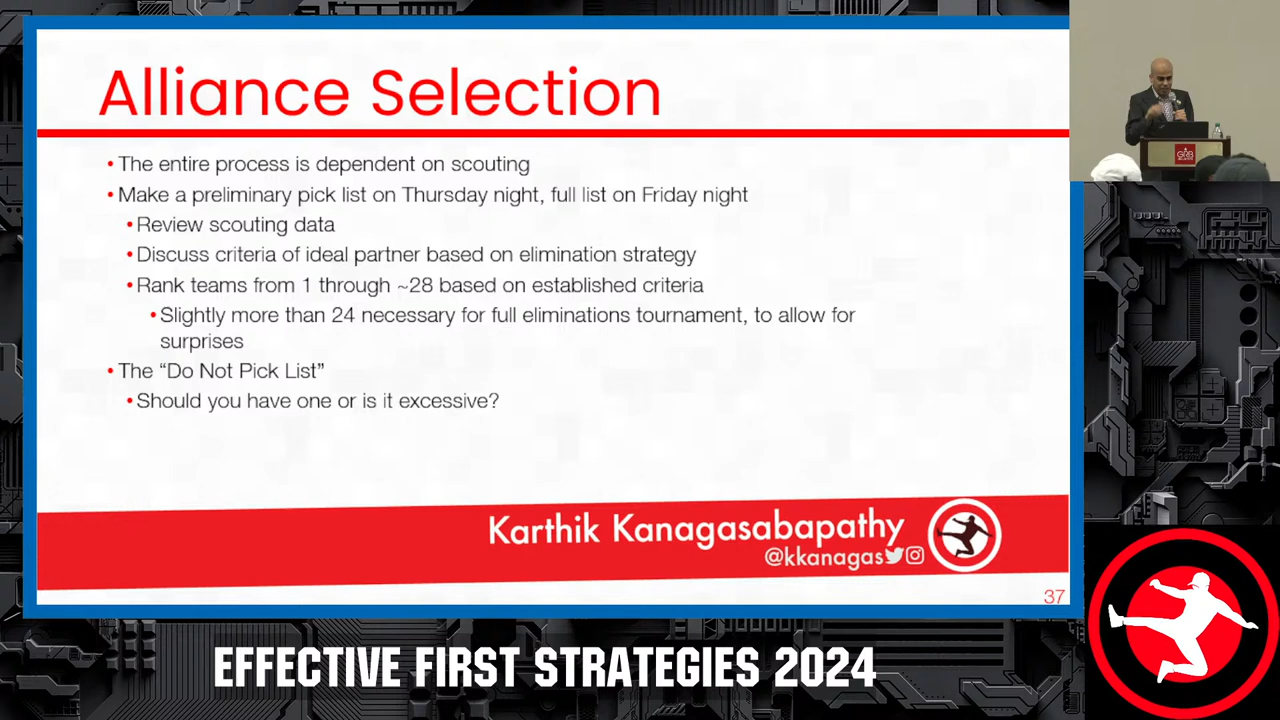 Alliance Selection
• The entire process is dependent on scouting
• Make a preliminary pick list on Thursday night, full list on Friday night
• Review scouting data
• Discuss criteria of ideal partner based on elimination strategy
• Rank teams from 1 through ~28 based on established criteria
• Slightly more than 24 necessary for full eliminations tournament, to allow for
surprises
• The “Do Not Pick List”
• Should you have one or is it excessive?
Karthik Kanagasabapathy
@kkanagas
37
EFFECTIVE FIRST STRATEGIES 2024